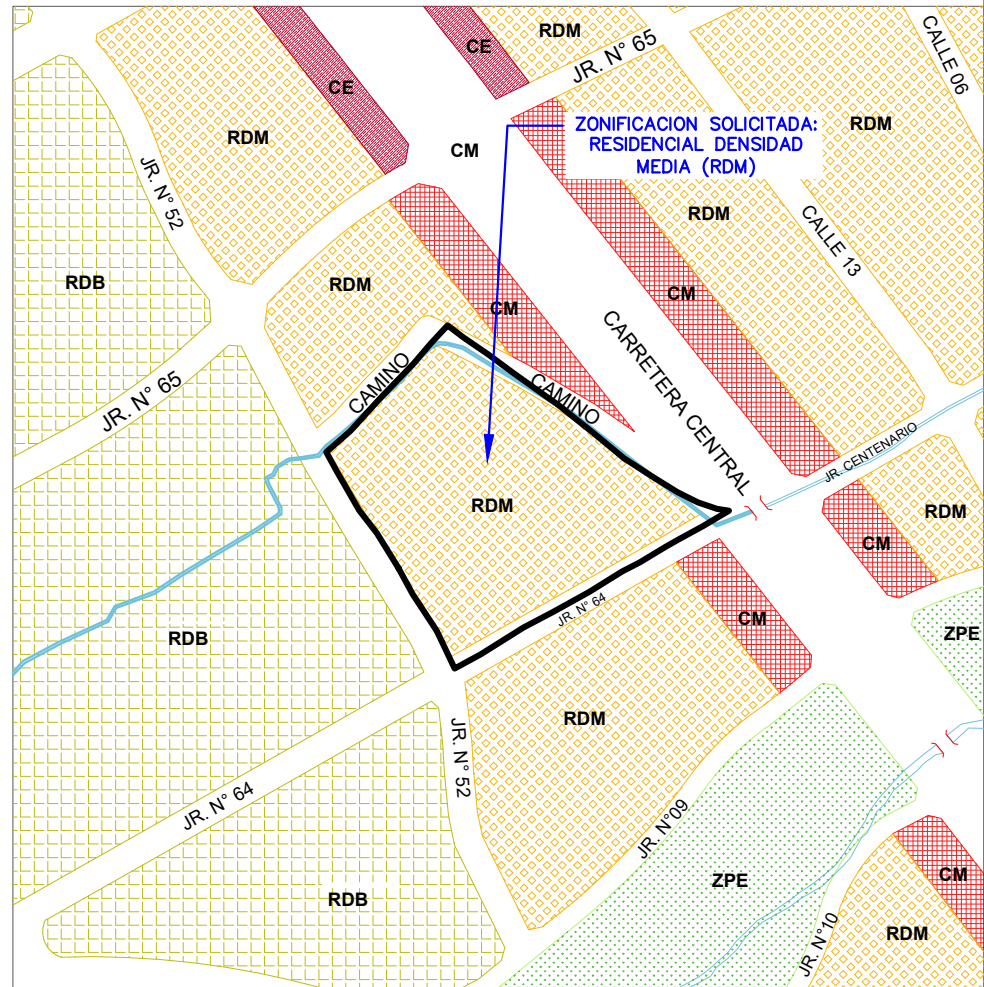 RDM
CALLE 06
CE
JR. N° 65
CE
ZONIFICACION SOLICITADA:
RESIDENCIAL DENSIDAD
MEDIA (RDM)
RDM
RDM
CM
JR. N° 52
RDM
CALLE 13
RDB
RDM
CM
CM
CARRETERA CENTRAL
CAMINO
CAMINO
JR. N° 65
JR. CENTENARIO
RDM
RDM
CM
JR. N° 64
CM
ZPE
RDB
RDM
JR. N° 52
JR. N° 64
JR. N°09
ZPE
CM
RDB
JR. N°10
RDM